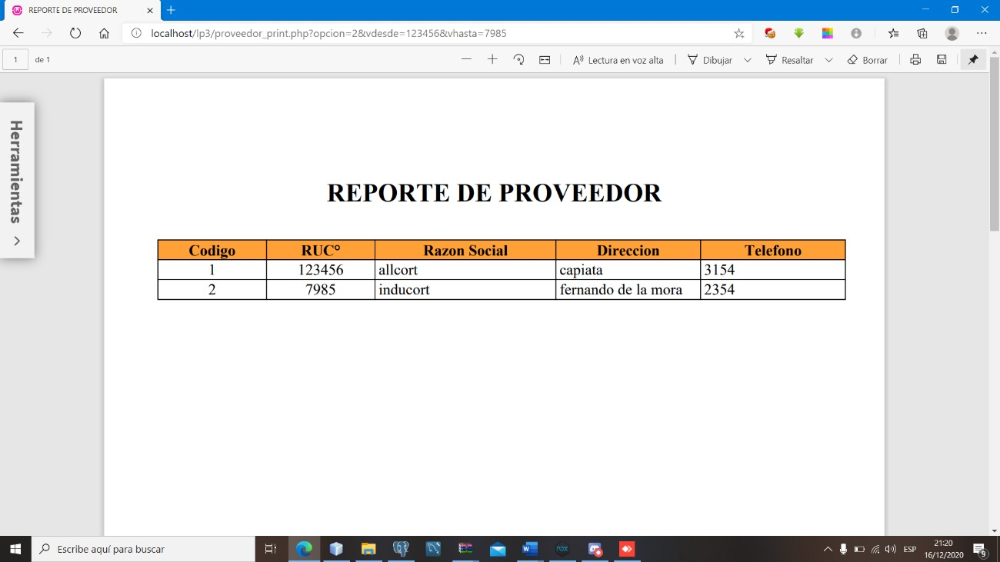 REPORTE DE PROVEEDOR
localhost/lp3/proveedor_print.php?opcion=2&vdesde=123456&vhasta=7985
1 de 1 Lectura en voz alta Dibujar Resaltar Borrar
Herramientas
REPORTE DE PROVEEDOR
Codigo RUC° Razon Social Direccion Telefono
1 123456 allcort capiata 3154
2 7985 inducort fernando de la mora 2354
Escribe aquí para buscar
nox
ESP
21:20
16/12/2020
9